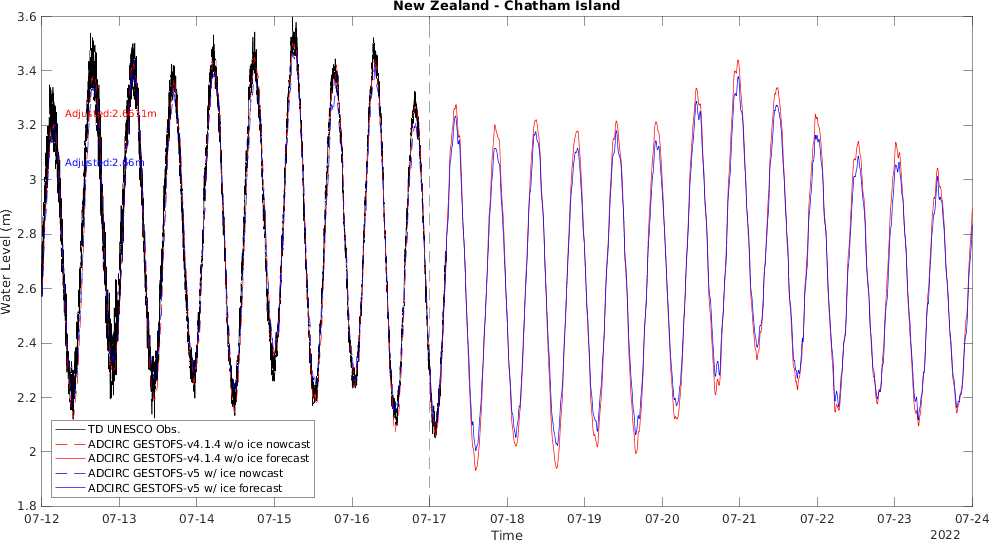 New Zealand - Chatham Island
Water Level (m)
3.6
3.4
3.2
3
2.8
2.6
2.4
2.2
2
1.8
Adjusted:2.6611m
Adjusted:2.66m
TD UNESCO Obs.
ADCIRC GESTOFS-v4.1.4 w/o ice nowcast
ADCIRC GESTOFS-v4.1.4 w/o ice forecast
ADCIRC GESTOFS-v5 w/ ice nowcast
ADCIRC GESTOFS-v5 w/ ice forecast
07-12 07-13 07-14 07-15 07-16 07-17 07-18 07-19 07-20 07-21 07-22 07-23 07-24
Time
2022